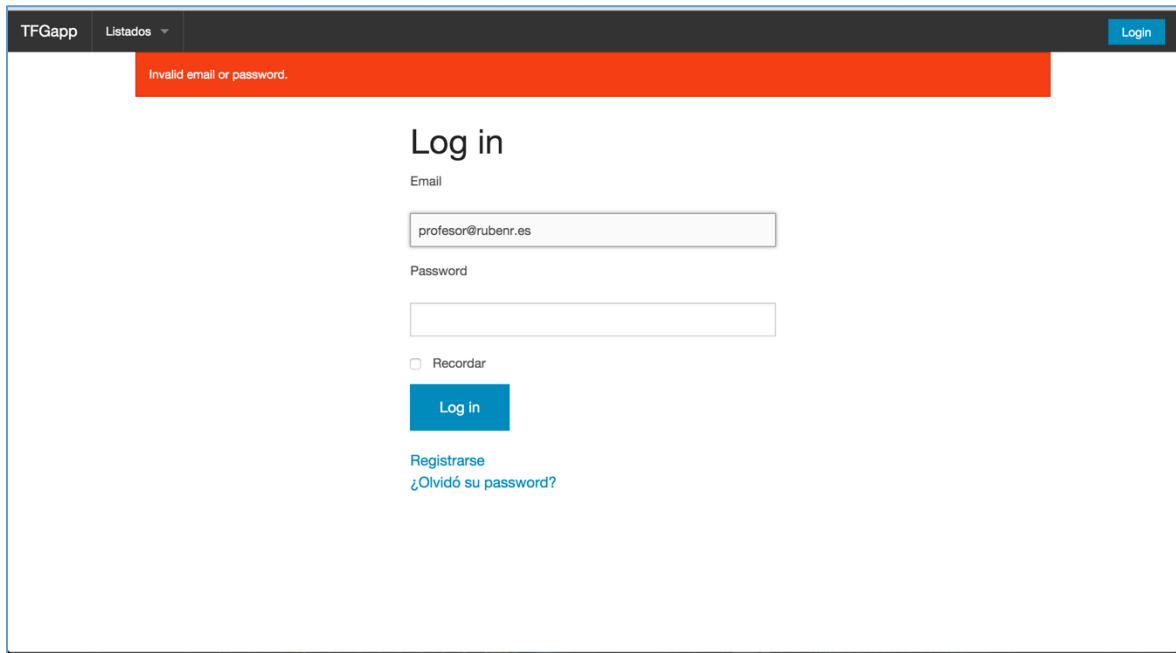 TFGapp Listados Login
Invalid email or password.
Log in
Email
profesor@rubenr.es
Password
Recordar
Log in
Registrarse
¿Olvidó su password?